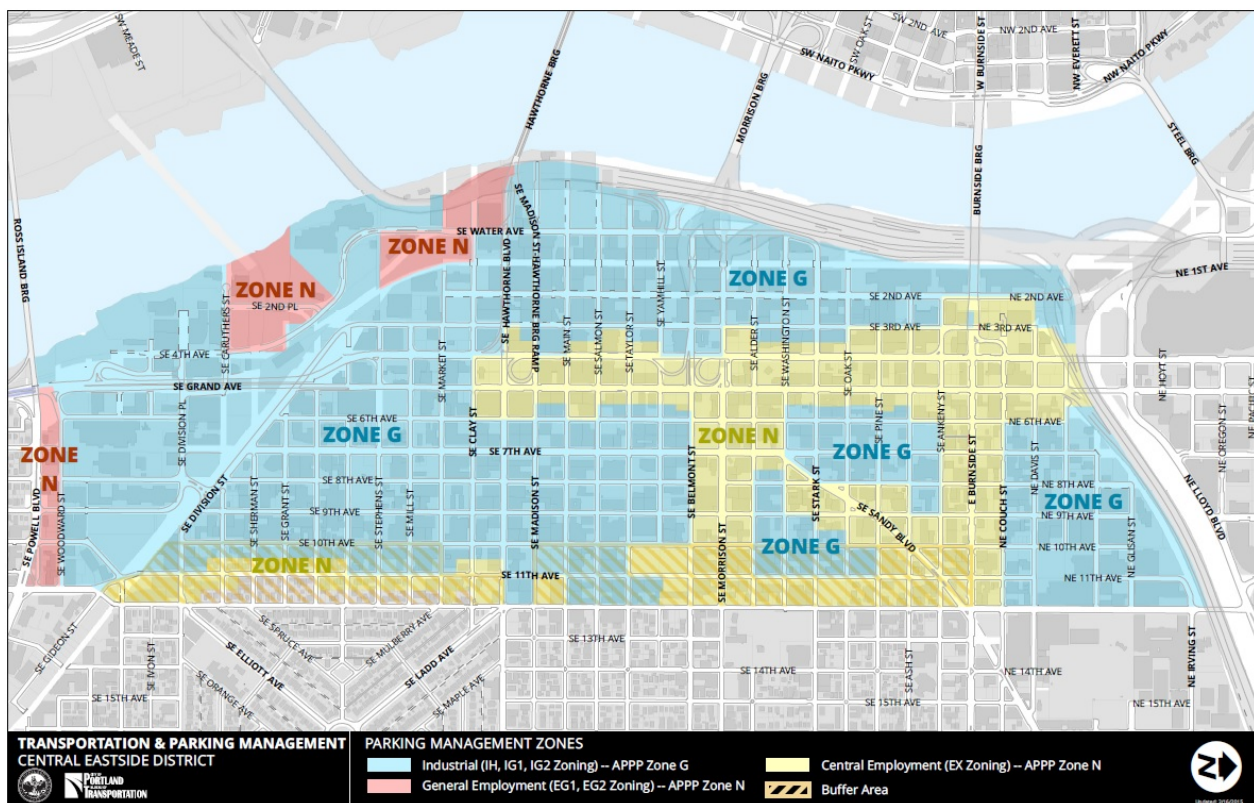 SW MEADE ST
HAWTHORNE BRG
MORRISON BRG
SW NAITO PKWY
SW OAK ST
SW 2ND AVE
W BURNSIDE ST
NW 2ND AVE
NW EVERETT ST
NW NAITO PKWY
STEEL BRG
BURNSIDE BRG
ROSS ISLAND BRG
SE WATER AVE
SE MADISON ST-HAWTHORNE BRG RAMP
SE HAWTHORNE BLVD
ZONE N
ZONE N
ZONE G
NE 1ST AVE
SE 2ND PL
SE CARUTHERS ST
SE YAMHILL ST
SE 2ND AVE
NE 2ND AVE
SE 3RD AVE
NE 3RD AVE
SE 4TH AVE
SE MARKET ST
SE MAIN ST
SE SALMON ST
SE TAYLOR ST
SE ALDER ST
SE WASHINGTON ST
SE OAK ST
SE GRAND AVE
NE HOYT ST
NE PACIFIC ST
NE OREGON ST
SE DIVISION PL
SE 6TH AVE
SE CLAY ST
SE PINE ST
SE ANKENY ST
NE 6TH AVE
ZONE G
ZONE N
ZONE G
ZONE
N
SE 7TH AVE
SE BELMONT ST
E BURNSIDE ST
NE DAVIS ST
SE POWELL BLVD
SE WOODWARD ST
SE DIVISION ST
SE SHERMAN ST
SE GRANT ST
SE 8TH AVE
SE STEPHENS ST
SE MILL ST
SE STARK ST
SE SANDY BLVD
NE COUCH ST
NE 8TH AVE
ZONE G
NE LLOYD BLVD
SE 9TH AVE
SE MADISON ST
NE 9TH AVE
SE 10TH AVE
ZONE G
NE 10TH AVE
NE GLISAN ST
ZONE N
SE 11TH AVE
SE MORRISON ST
NE 11TH AVE
SE GIDEON ST
SE IVON ST
SE SPRUCE AVE
SE MULBERRY AVE
SE 13TH AVE
SE ELLIOTT AVE
SE LADD AVE
SE 14TH AVE
SE ASH ST
NE 14TH AVE
NE IRVING ST
SE 15TH AVE
SE ORANGE AVE
SE MAPLE AVE
SE 15TH AVE
NE 15TH AVE
TRANSPORTATION & PARKING MANAGEMENT
CENTRAL EASTSIDE DISTRICT
PORTLAND
TRANSPORTATION
PARKING MANAGEMENT ZONES
Industrial (IH, IG1, IG2 Zoning) -- APPP Zone G
General Employment (EG1, EG2 Zoning) -- APPP Zone N
Central Employment (EX Zoning) -- APPP Zone N
Buffer Area
N